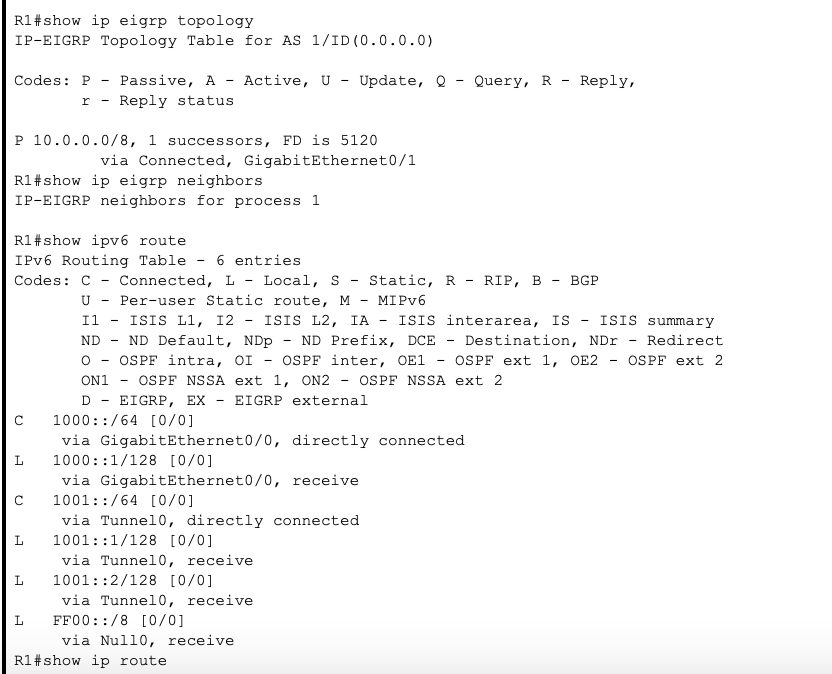 R1#show ip eigrp topology
IP-EIGRP Topology Table for AS 1/ID(0.0.0.0)
Codes: P - Passive, A - Active, U - Update, Q - Query, R - Reply,
r - Reply status
P 10.0.0.0/8, 1 successors, FD is 5120
via Connected, GigabitEthernet0/1
R1#show ip eigrp neighbors
IP-EIGRP neighbors for process 1
R1#show ipv6 route
IPv6 Routing Table - 6 entries
Codes: C - Connected, L - Local, S - Static, R - RIP, B - BGP
U - Per-user Static route, M - MIPv6
I1 - ISIS L1, I2 - ISIS L2, IA - ISIS interarea, IS - ISIS summary
ND - ND Default, NDp - ND Prefix, DCE - Destination, NDr - Redirect
O - OSPF intra, OI - OSPF inter, OE1 - OSPF ext 1, OE2 - OSPF ext 2
ON1 - OSPF NSSA ext 1, ON2 - OSPF NSSA ext 2
D - EIGRP, EX - EIGRP external
C 1000::/64 [0/0]
via GigabitEthernet0/0, directly connected
L 1000::1/128 [0/0]
via GigabitEthernet0/0, receive
C 1001::/64 [0/0]
via Tunnel0, directly connected
L 1001::1/128 [0/0]
via Tunnel0, receive
L 1001::2/128 [0/0]
via Tunnel0, receive
L FF00::/8 [0/0]
via Null0, receive
R1#show ip route